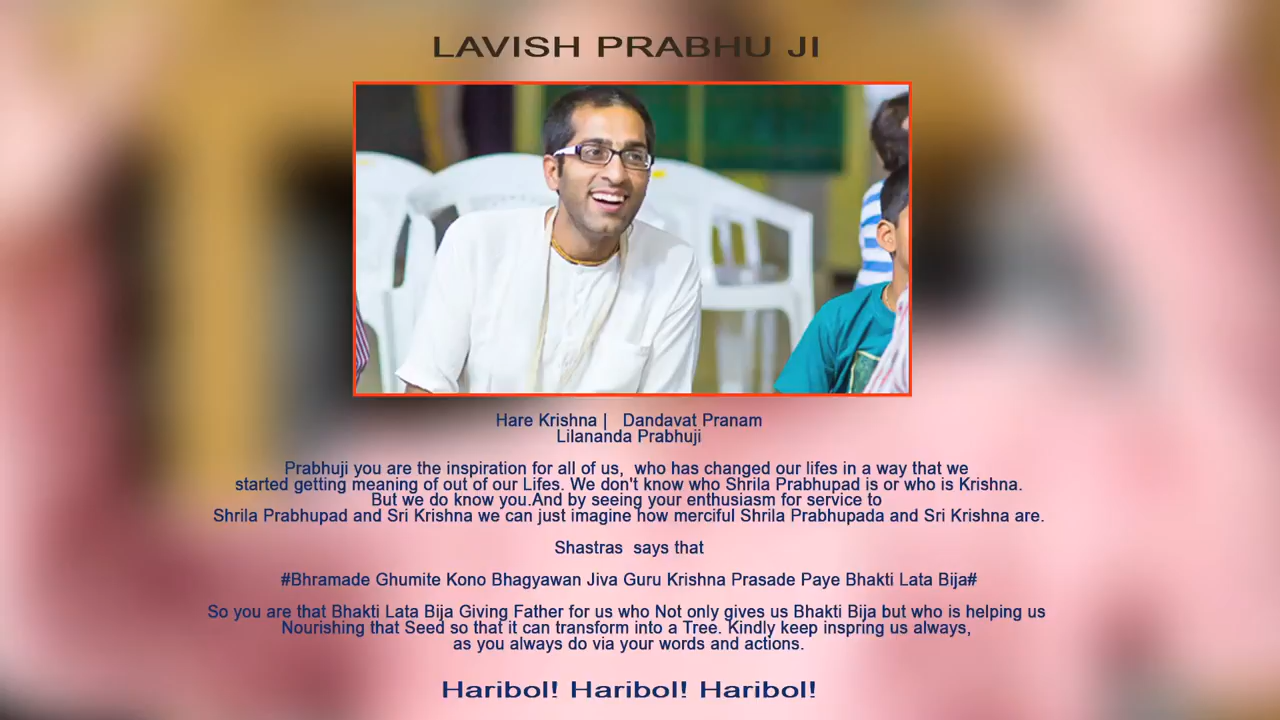 LAVISH PRABHU JI
Hare Krishna | Dandavat Pranam
Lilananda Prabhuji
Prabhuji you are the inspiration for all of us, who has changed our lifes in a way that we
started getting meaning of out of our Lifes. We don't know who Shrila Prabhupad is or who is Krishna.
But we do know you.And by seeing your enthusiasm for service to
Shrila Prabhupad and Sri Krishna we can just imagine how merciful Shrila Prabhupada and Sri Krishna are.
Shastras says that
#Bhramade Ghumite Kono Bhagyawan Jiva Guru Krishna Prasade Paye Bhakti Lata Bija#
So you are that Bhakti Lata Bija Giving Father for us who Not only gives us Bhakti Bija but who is helping us
Nourishing that Seed so that it can transform into a Tree. Kindly keep inspring us always,
as you always do via your words and actions.
Haribol! Haribol! Haribol!